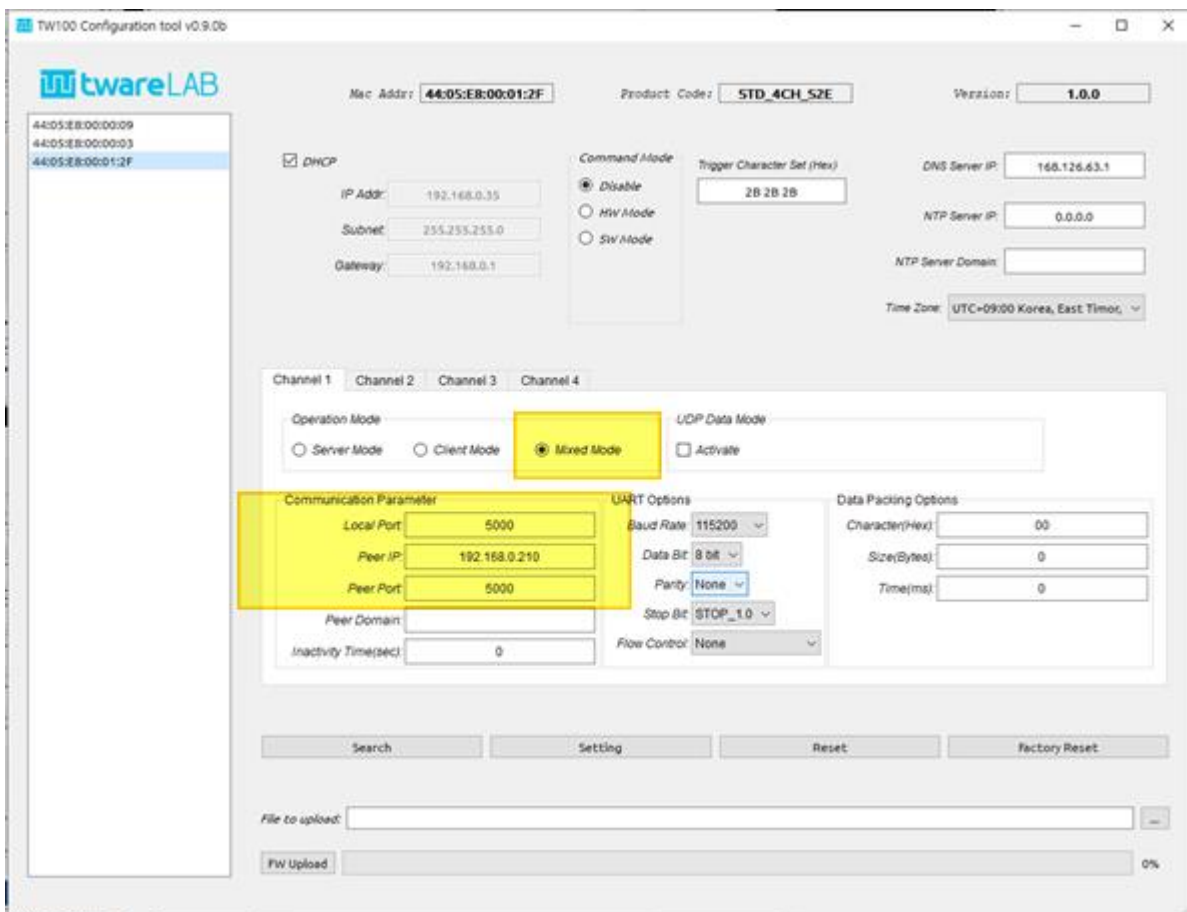 TW100 Configuration tool v0.9.0b
twareLAB
Mac Addr: 44:05:E8:00:01:2F Product Code: STD_4CH_S2E Version: 1.0.0
44:05:E8:00:00:09
44:05:E8:00:00:03
44:05:E8:00:01:2F
DHCP
IP Addr: 192.168.0.35
Subnet: 255.255.255.0
Gateway: 192.168.0.1
Command Mode
Disable
HW Mode
SW Mode
Trigger Character Set (Hex)
2B 2B 2B
DNS Server IP: 168.126.63.1
NTP Server IP: 0.0.0.0
NTP Server Domain:
Time Zone: UTC+09:00 Korea, East Timor,
Channel 1 Channel 2 Channel 3 Channel 4
Operation Mode
Server Mode Client Mode Mixed Mode
UDP Data Mode
Activate
Communication Parameter
Local Port: 5000
Peer IP: 192.168.0.210
Peer Port: 5000
Peer Domain:
Inactivity Time(sec): 0
UART Options
Baud Rate: 115200
Data Bit: 8 bit
Parity: None
Stop Bit: STOP_1.0
Flow Control: None
Data Packing Options
Character(Hex): 00
Size(Bytes): 0
Time(ms): 0
Search Setting Reset Factory Reset
File to upload: ...
FW Upload 0%